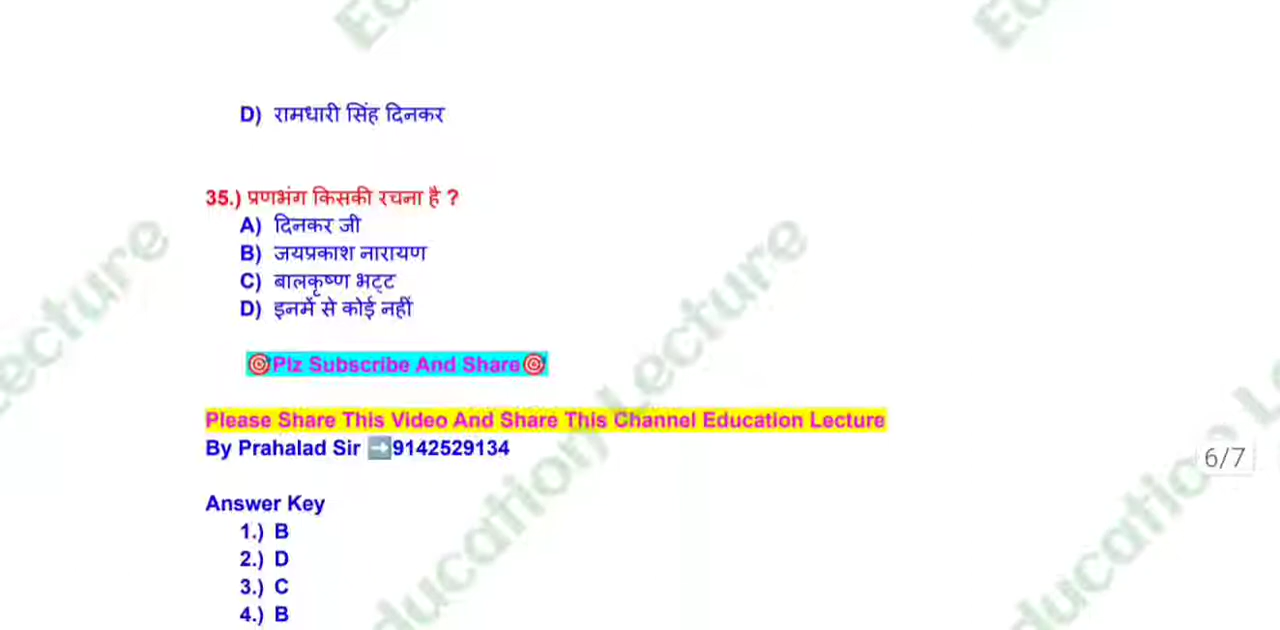 D) रामधारी सिंह दिनकर
35.) प्रणभंग किसकी रचना है ?
A) दिनकर जी
B) जयप्रकाश नारायण
C) बालकृष्ण भट्ट
D) इनमें से कोई नहीं
🎯Plz Subscribe And Share🎯
Please Share This Video And Share This Channel Education Lecture
By Prahalad Sir ➡️9142529134
6/7
Answer Key
1.) B
2.) D
3.) C
4.) B
Education Lecture